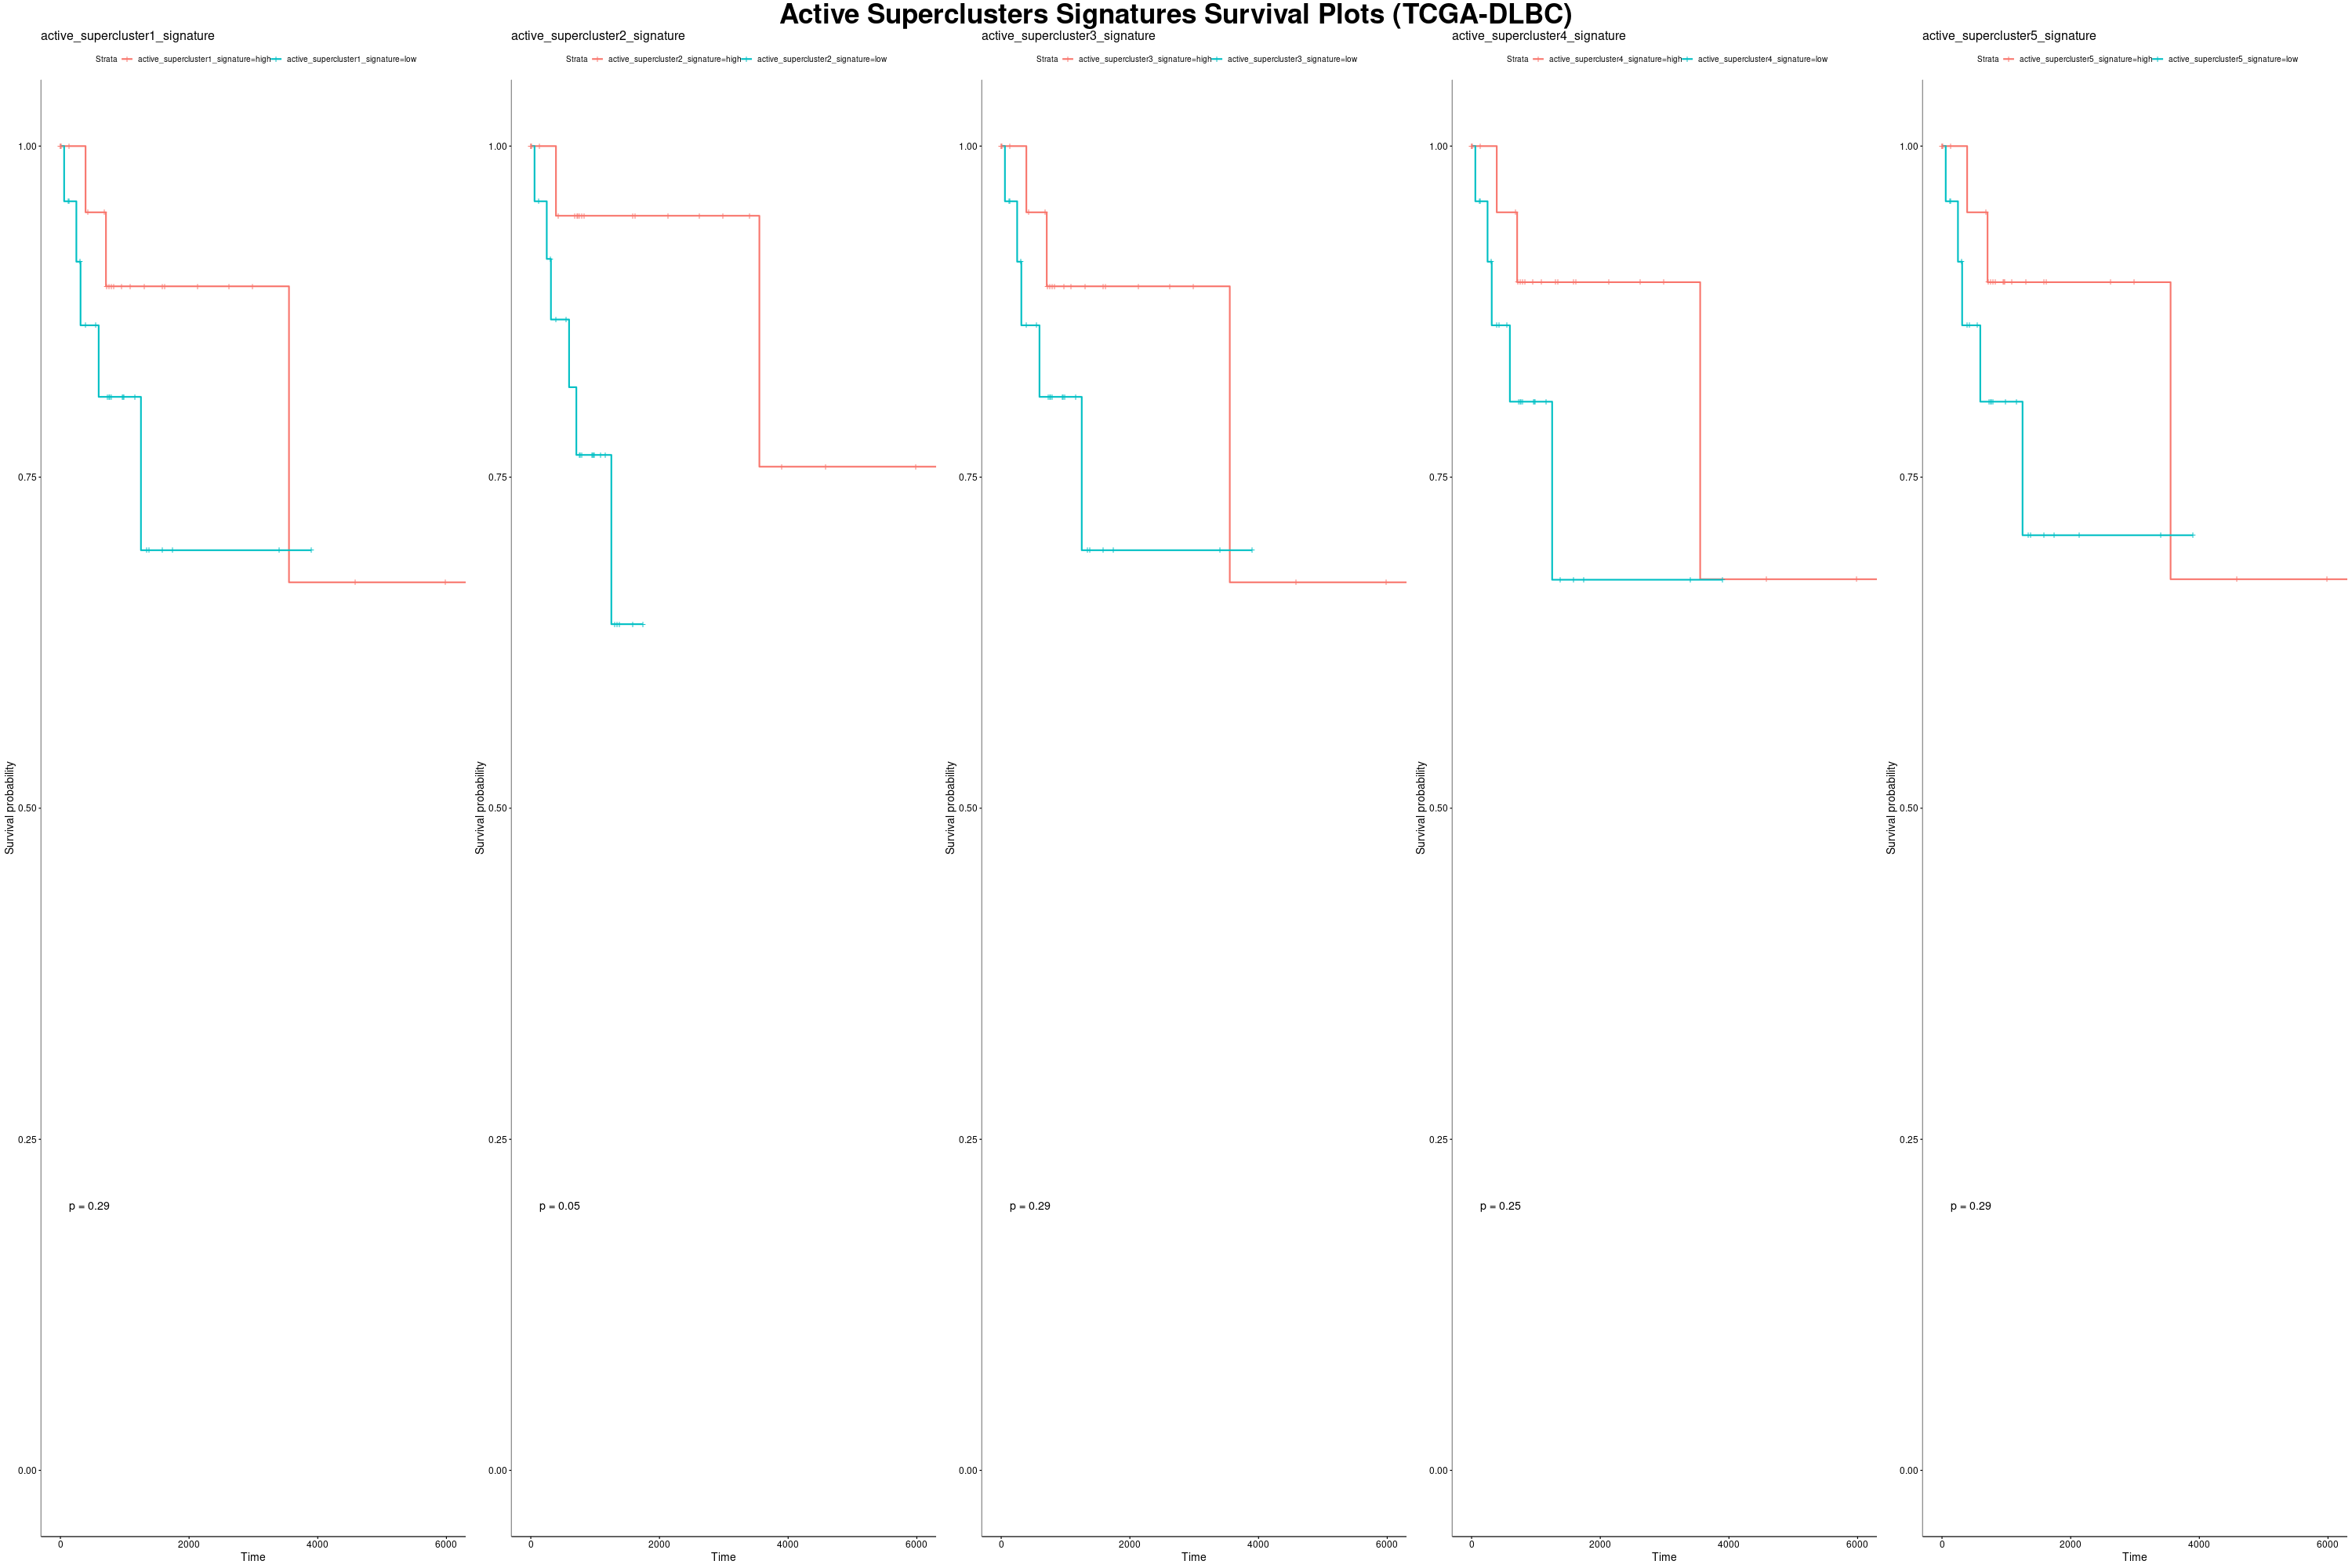 Active Superclusters Signatures Survival Plots (TCGA-DLBC)
active_supercluster1_signature
Strata active_supercluster1_signature=high active_supercluster1_signature=low
Survival probability
1.00
0.75
0.50
0.25
0.00
p = 0.29
0 2000 4000 6000
Time
active_supercluster2_signature
Strata active_supercluster2_signature=high active_supercluster2_signature=low
Survival probability
1.00
0.75
0.50
0.25
0.00
p = 0.05
0 2000 4000 6000
Time
active_supercluster3_signature
Strata active_supercluster3_signature=high active_supercluster3_signature=low
Survival probability
1.00
0.75
0.50
0.25
0.00
p = 0.29
0 2000 4000 6000
Time
active_supercluster4_signature
Strata active_supercluster4_signature=high active_supercluster4_signature=low
Survival probability
1.00
0.75
0.50
0.25
0.00
p = 0.25
0 2000 4000 6000
Time
active_supercluster5_signature
Strata active_supercluster5_signature=high active_supercluster5_signature=low
Survival probability
1.00
0.75
0.50
0.25
0.00
p = 0.29
0 2000 4000 6000
Time